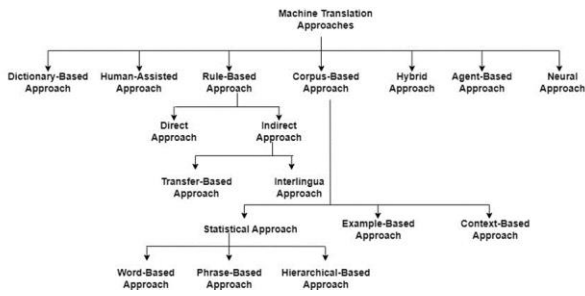 Machine Translation
Approaches
Dictionary-Based
Approach
Human-Assisted
Approach
Rule-Based
Approach
Corpus-Based
Approach
Hybrid
Approach
Agent-Based
Approach
Neural
Approach
Direct
Approach
Indirect
Approach
Transfer-Based
Approach
Interlingua
Approach
Statistical Approach
Example-Based
Approach
Context-Based
Approach
Word-Based
Approach
Phrase-Based
Approach
Hierarchical-Based
Approach